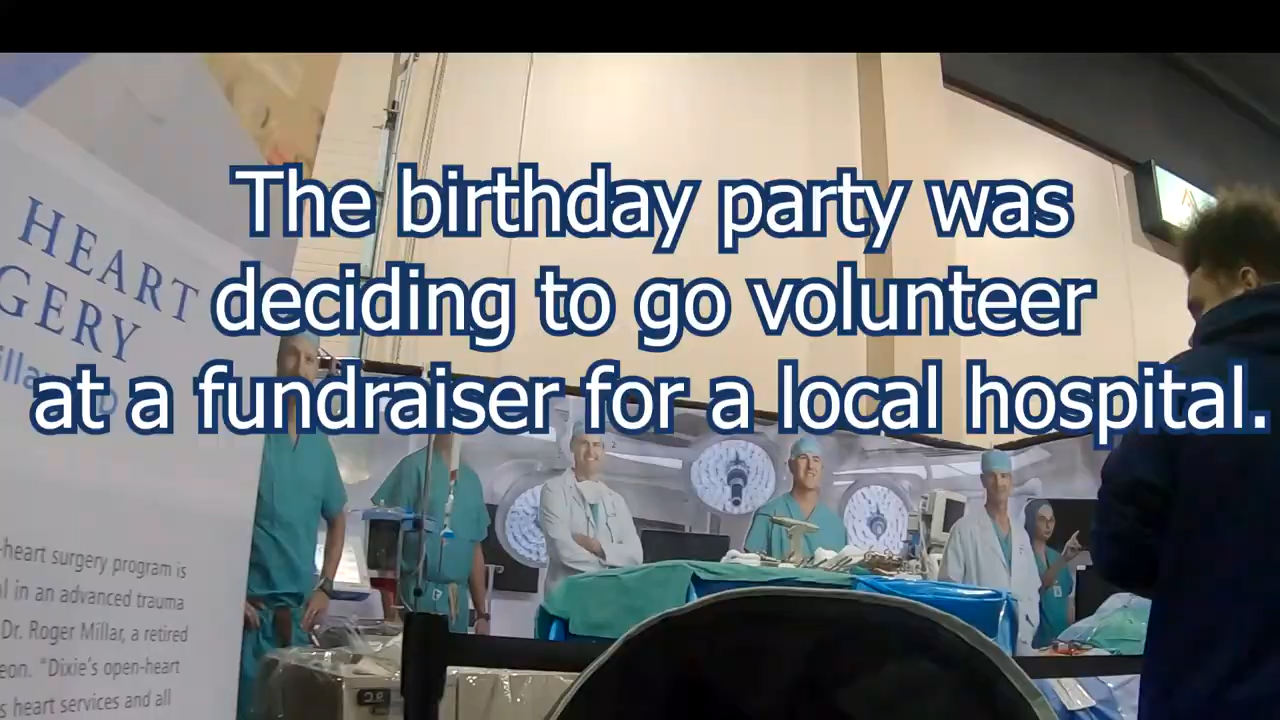 The birthday party was
deciding to go volunteer
at a fundraiser for a local hospital.
HEART
GERY
-heart surgery program is
in an advanced trauma
Dr. Roger Millar, a retired
eon. "Dixie's open-heart
s heart services and all